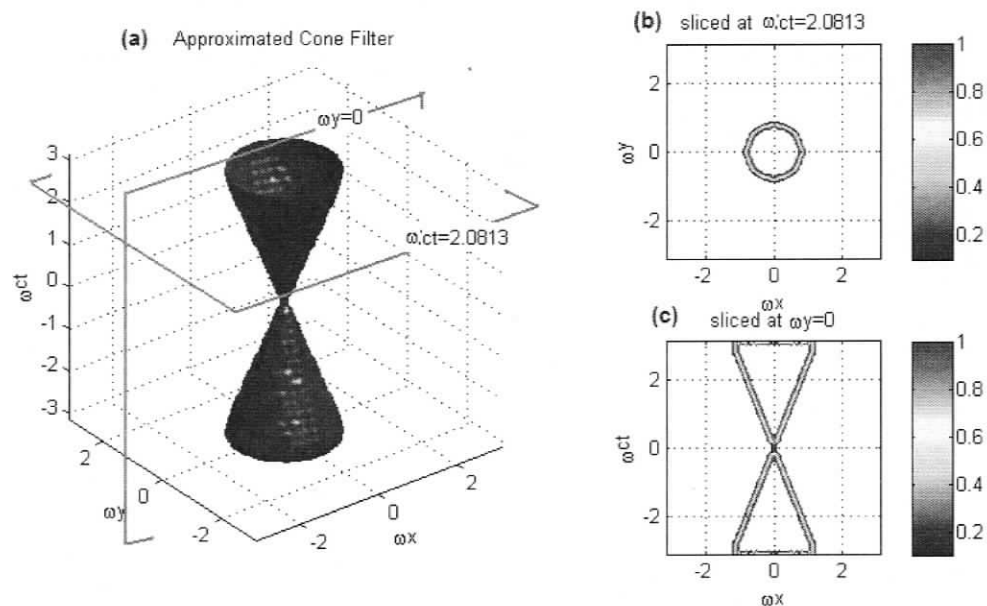 (a) Approximated Cone Filter
ωy=0
ω,ct=2.0813
3
2
1
0
-1
-2
-3
ωct
2
0
-2
ωy
-2
0
2
ωx
(b) sliced at ω,ct=2.0813
2
0
-2
ωy
-2 0 2
ωx
1
0.8
0.6
0.4
0.2
(c) sliced at ωy=0
2
0
-2
ωct
-2 0 2
ωx
1
0.8
0.6
0.4
0.2